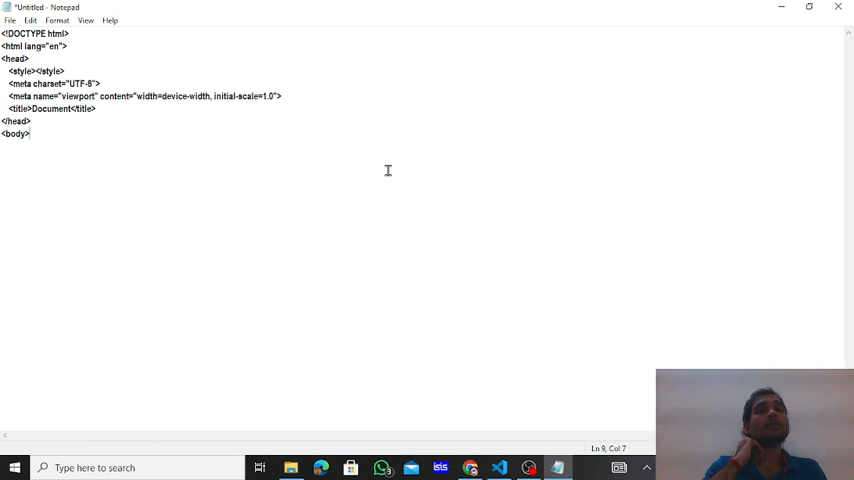 *Untitled - Notepad
File Edit Format View Help
<!DOCTYPE html>
<html lang="en">
<head>
<style></style>
<meta charset="UTF-8">
<meta name="viewport" content="width=device-width, initial-scale=1.0">
<title>Document</title>
</head>
<body>
Ln 9, Col 7
Type here to search
isis
3